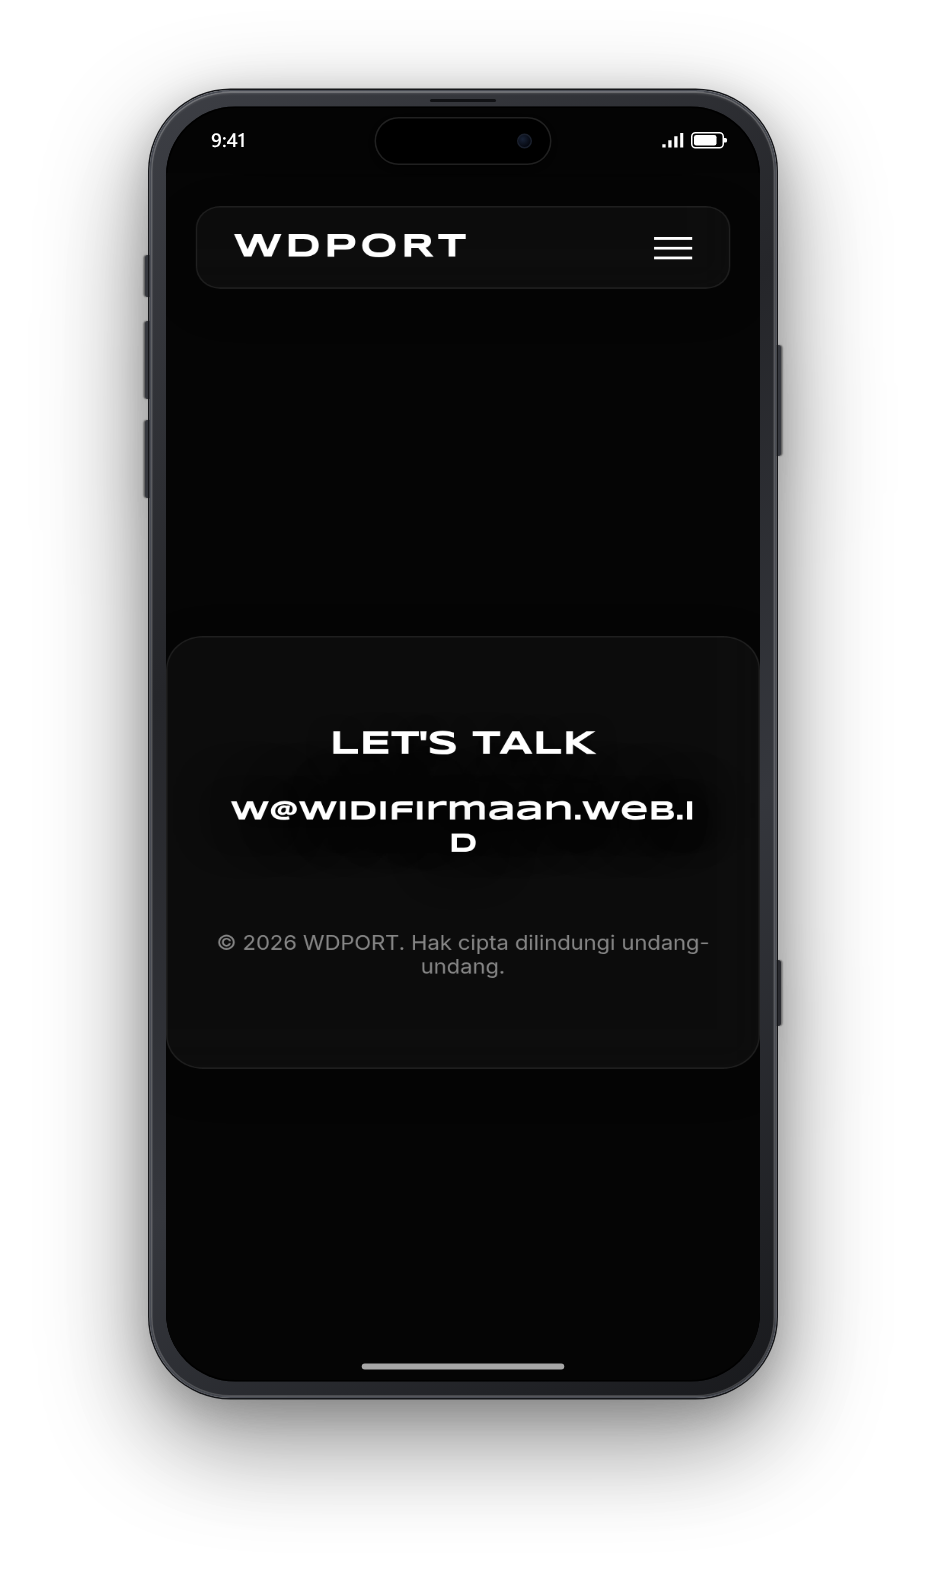 9:41
WDPORT
LET'S TALK
w@widifirmaan.web.i
d
© 2026 WDPORT. Hak cipta dilindungi undang-
undang.